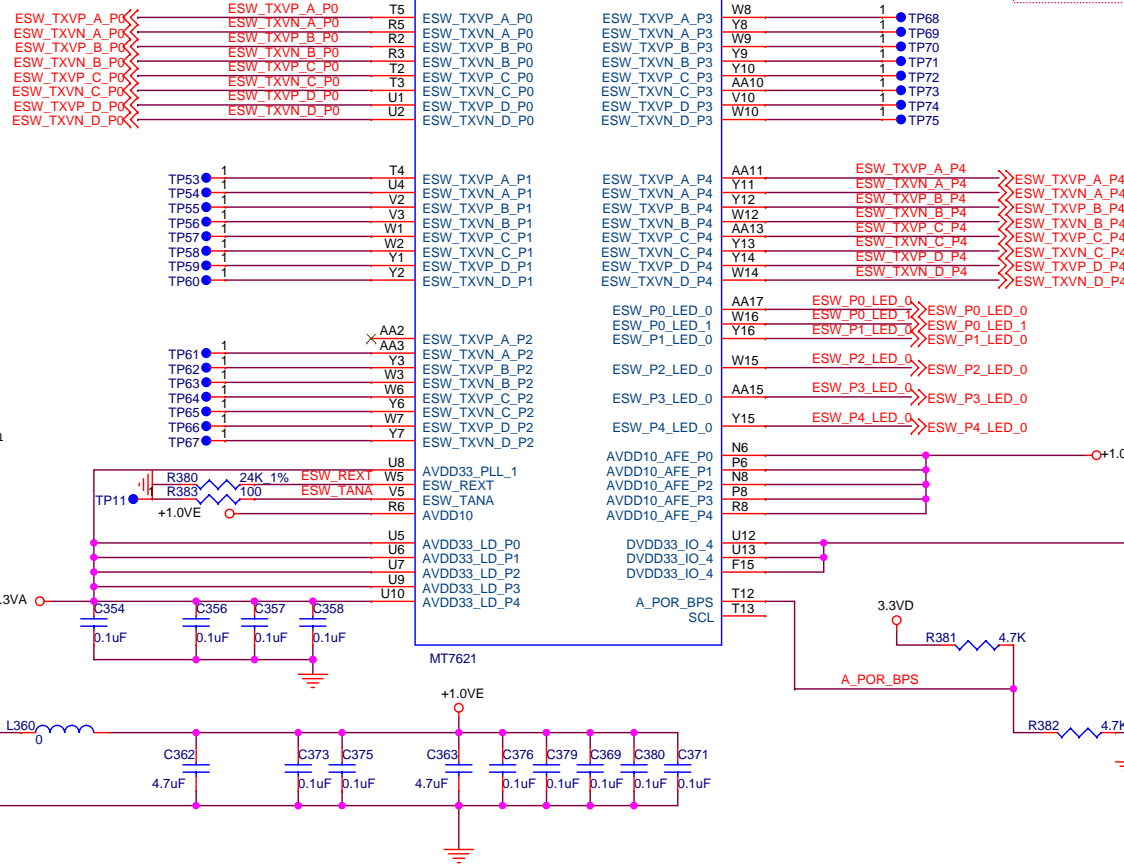 ESW_TXVP_A_P0 ESW_TXVP_A_P0 T5 ESW_TXVP_A_P0 ESW_TXVP_A_P3 W8 1 TP68
ESW_TXVN_A_P0 ESW_TXVN_A_P0 R5 ESW_TXVN_A_P0 ESW_TXVN_A_P3 Y8 1 TP69
ESW_TXVP_B_P0 ESW_TXVP_B_P0 R2 ESW_TXVP_B_P0 ESW_TXVP_B_P3 W9 1 TP70
ESW_TXVN_B_P0 ESW_TXVN_B_P0 R3 ESW_TXVN_B_P0 ESW_TXVN_B_P3 Y9 1 TP71
ESW_TXVP_C_P0 ESW_TXVP_C_P0 T2 ESW_TXVP_C_P0 ESW_TXVP_C_P3 Y10 1 TP72
ESW_TXVN_C_P0 ESW_TXVN_C_P0 T3 ESW_TXVN_C_P0 ESW_TXVN_C_P3 AA10 1 TP73
ESW_TXVP_D_P0 ESW_TXVP_D_P0 U1 ESW_TXVP_D_P0 ESW_TXVP_D_P3 V10 1 TP74
ESW_TXVN_D_P0 ESW_TXVN_D_P0 U2 ESW_TXVN_D_P0 ESW_TXVN_D_P3 W10 1 TP75
TP53 1 T4 ESW_TXVP_A_P1 ESW_TXVP_A_P4 AA11 ESW_TXVP_A_P4 ESW_TXVP_A_P4
TP54 1 U4 ESW_TXVN_A_P1 ESW_TXVN_A_P4 Y11 ESW_TXVN_A_P4 ESW_TXVN_A_P4
TP55 1 V2 ESW_TXVP_B_P1 ESW_TXVP_B_P4 Y12 ESW_TXVP_B_P4 ESW_TXVP_B_P4
TP56 1 V3 ESW_TXVN_B_P1 ESW_TXVN_B_P4 W12 ESW_TXVN_B_P4 ESW_TXVN_B_P4
TP57 1 W1 ESW_TXVP_C_P1 ESW_TXVP_C_P4 AA13 ESW_TXVP_C_P4 ESW_TXVP_C_P4
TP58 1 W2 ESW_TXVN_C_P1 ESW_TXVN_C_P4 Y13 ESW_TXVN_C_P4 ESW_TXVN_C_P4
TP59 1 Y1 ESW_TXVP_D_P1 ESW_TXVP_D_P4 Y14 ESW_TXVP_D_P4 ESW_TXVP_D_P4
TP60 1 Y2 ESW_TXVN_D_P1 ESW_TXVN_D_P4 W14 ESW_TXVN_D_P4 ESW_TXVN_D_P4
ESW_P0_LED_0 AA17 ESW_P0_LED_0 ESW_P0_LED_0
ESW_P0_LED_1 W16 ESW_P0_LED_1 ESW_P0_LED_1
AA2 ESW_TXVP_A_P2 ESW_P1_LED_0 Y16 ESW_P1_LED_0 ESW_P1_LED_0
TP61 1 AA3 ESW_TXVN_A_P2
TP62 1 Y3 ESW_TXVP_B_P2 ESW_P2_LED_0 W15 ESW_P2_LED_0 ESW_P2_LED_0
TP63 1 W3 ESW_TXVN_B_P2
TP64 1 W6 ESW_TXVP_C_P2 ESW_P3_LED_0 AA15 ESW_P3_LED_0 ESW_P3_LED_0
TP65 1 Y6 ESW_TXVN_C_P2
TP66 1 W7 ESW_TXVP_D_P2 ESW_P4_LED_0 Y15 ESW_P4_LED_0 ESW_P4_LED_0
TP67 1 Y7 ESW_TXVN_D_P2
AVDD10_AFE_P0 N6 +1.0
U8 AVDD33_PLL_1 AVDD10_AFE_P1 P6
R380 24K_1% ESW_REXT W5 ESW_REXT AVDD10_AFE_P2 N8
TP11 1 R383 100 ESW_TANA V5 ESW_TANA AVDD10_AFE_P3 P8
+1.0VE R6 AVDD10 AVDD10_AFE_P4 R8
U5 AVDD33_LD_P0 DVDD33_IO_4 U12
U6 AVDD33_LD_P1 DVDD33_IO_4 U13
U7 AVDD33_LD_P2 DVDD33_IO_4 F15
U9 AVDD33_LD_P3
.3VA U10 AVDD33_LD_P4 A_POR_BPS T12
SCL T13
C354 C356 C357 C358 3.3VD
0.1uF 0.1uF 0.1uF 0.1uF R381 4.7K
MT7621
A_POR_BPS
+1.0VE
L360 R382 4.7K
0
C362 C373 C375 C363 C376 C379 C369 C380 C371
4.7uF 0.1uF 0.1uF 4.7uF 0.1uF 0.1uF 0.1uF 0.1uF 0.1uF